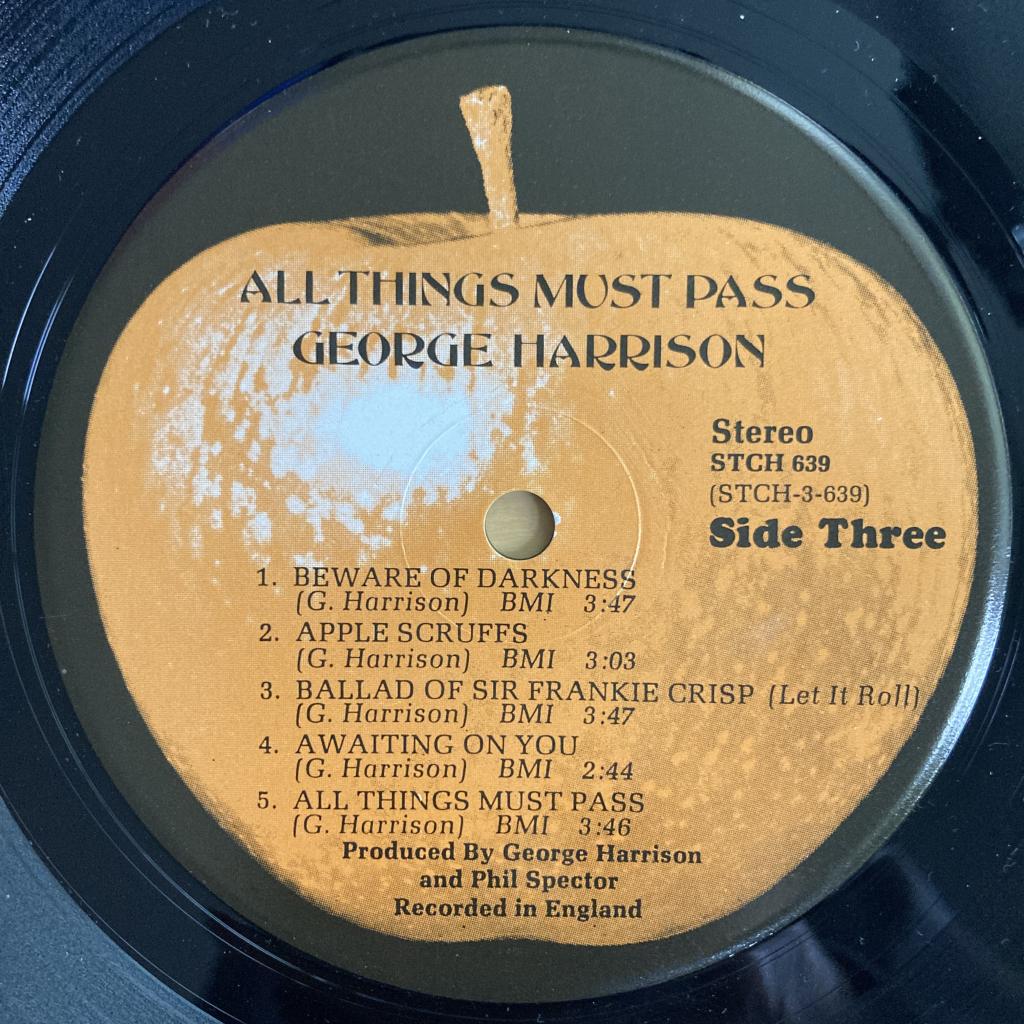 ALL THINGS MUST PASS
GEORGE HARRISON
Stereo
STCH 639
(STCH-3-639)
Side Three
1. BEWARE OF DARKNESS
(G. Harrison) BMI 3:47
2. APPLE SCRUFFS
(G. Harrison) BMI 3:03
3. BALLAD OF SIR FRANKIE CRISP (Let It Roll)
(G. Harrison) BMI 3:47
4. AWAITING ON YOU
(G. Harrison) BMI 2:44
5. ALL THINGS MUST PASS
(G. Harrison) BMI 3:46
Produced By George Harrison
and Phil Spector
Recorded in England